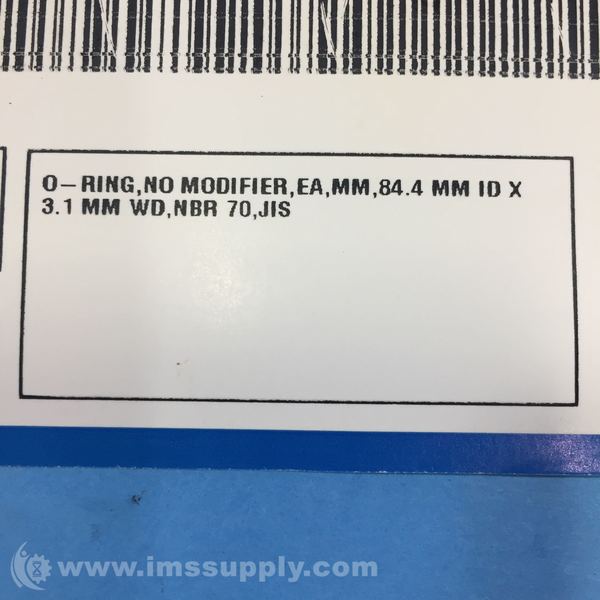 O-RING,NO MODIFIER,EA,MM,84.4 MM ID X
3.1 MM WD,NBR 70,JIS
www.imssupply.com